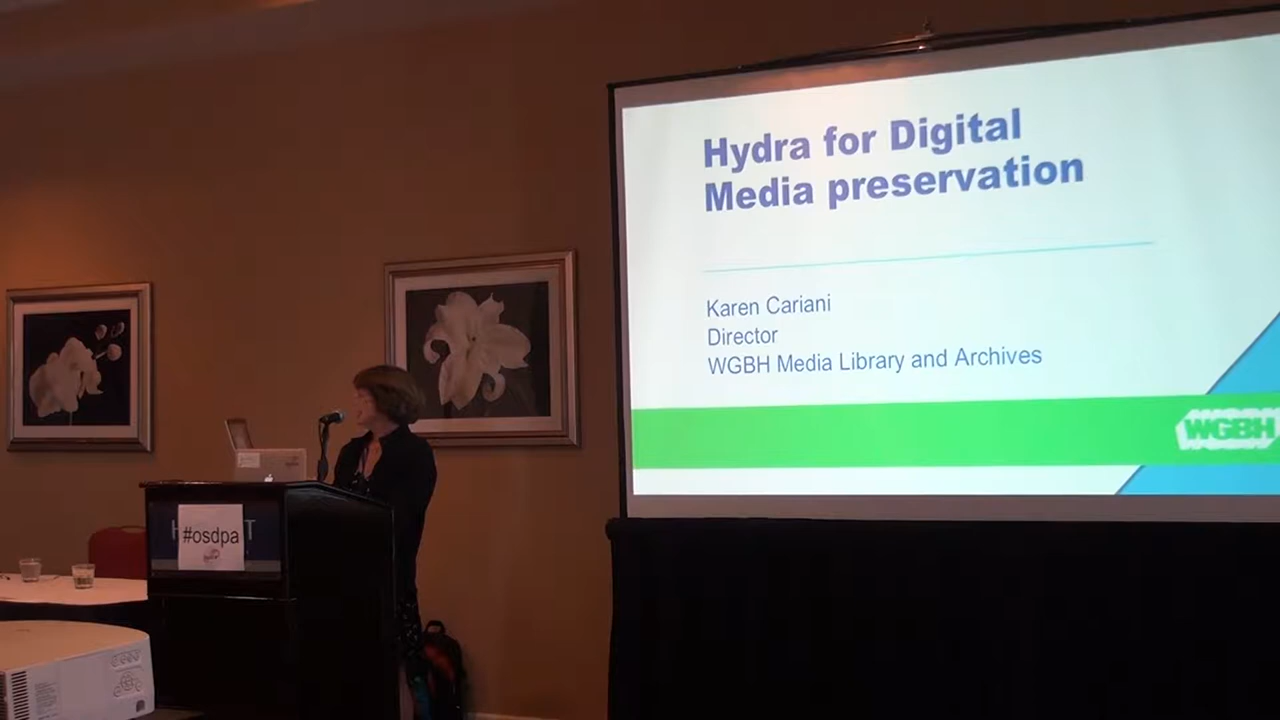 Hydra for Digital
Media preservation
Karen Cariani
Director
WGBH Media Library and Archives
WGBH
#osdpa